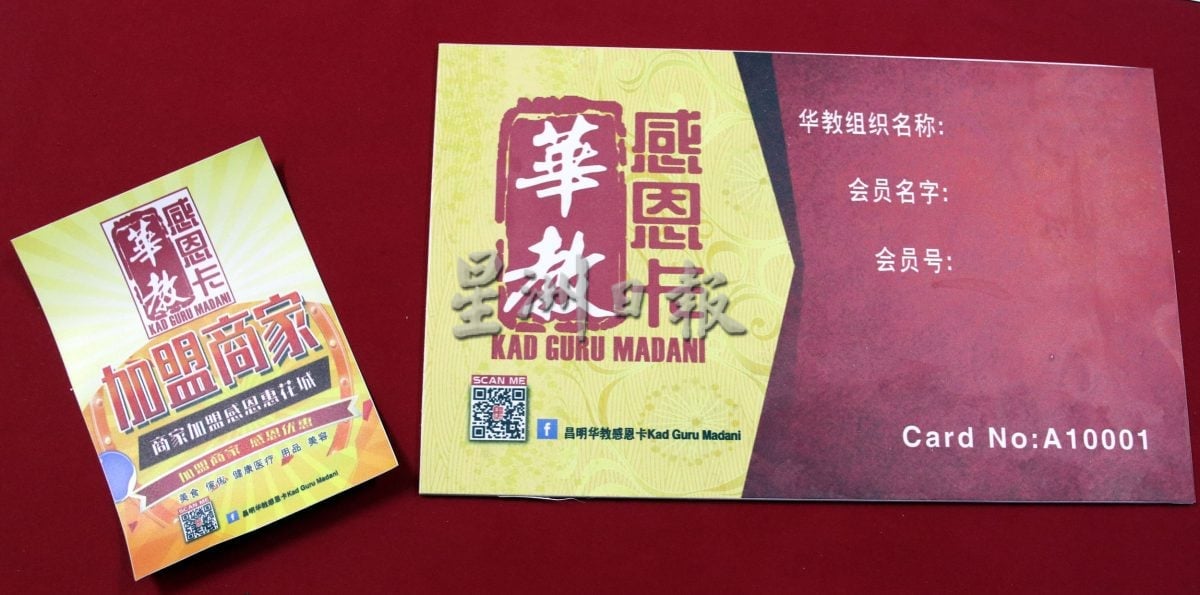 華教
感恩卡
KAD GURU MADANI
加盟商家
商家加盟感恩惠花城
加盟商家 感恩优惠
美食 健康医疗 用品 美容
SCAN ME
昌明华教感恩卡Kad Guru Madani
華教
感恩卡
KAD GURU MADANI
SCAN ME
昌明华教感恩卡Kad Guru Madani
华教组织名称:
会员名字:
会员号:
Card No:A10001
星洲日報